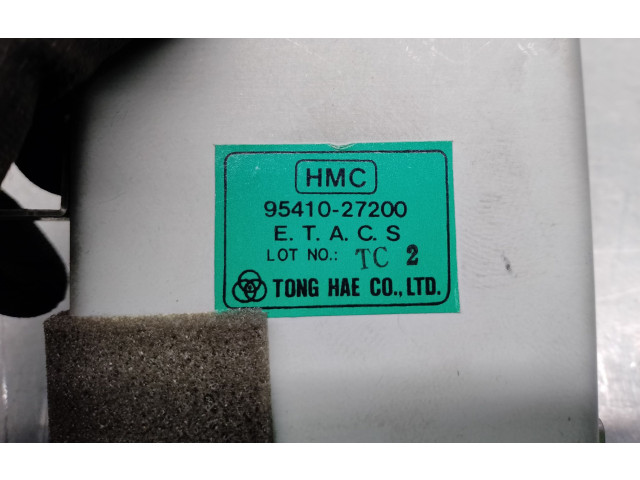 HMC
95410-27200
E. T. A. C. S
LOT NO.: TC 2
TONG HAE CO., LTD.